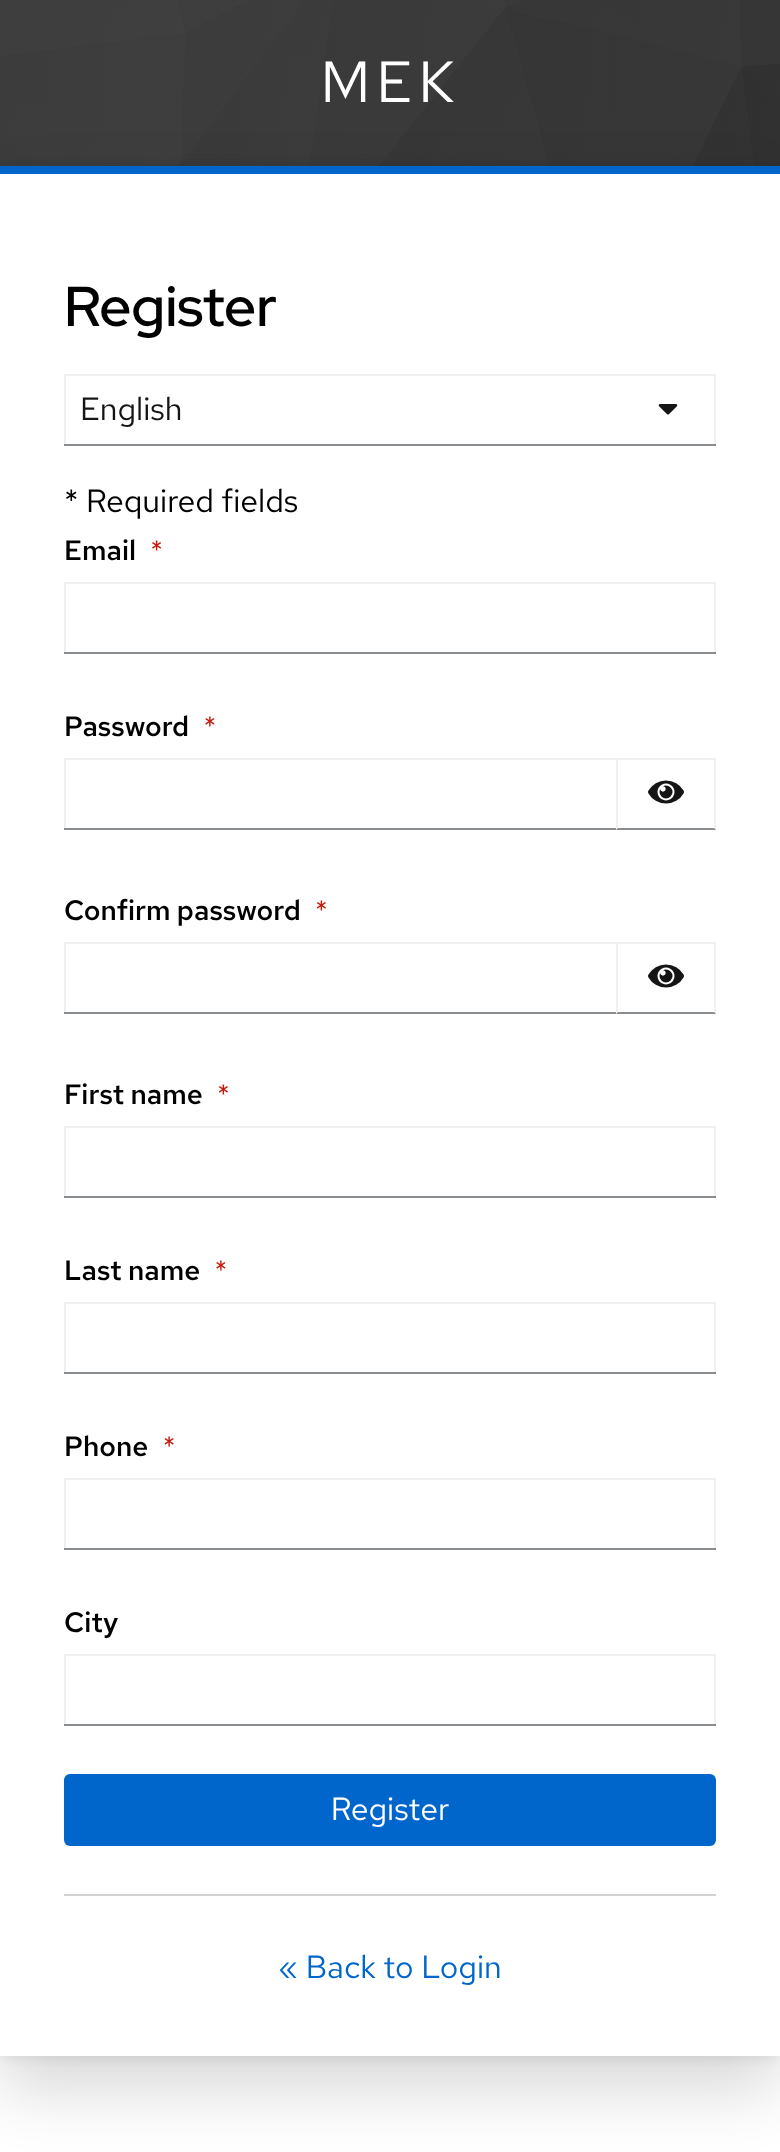 MEK
Register
English
* Required fields
Email *
Password *
Confirm password *
First name *
Last name *
Phone *
City
Register
« Back to Login